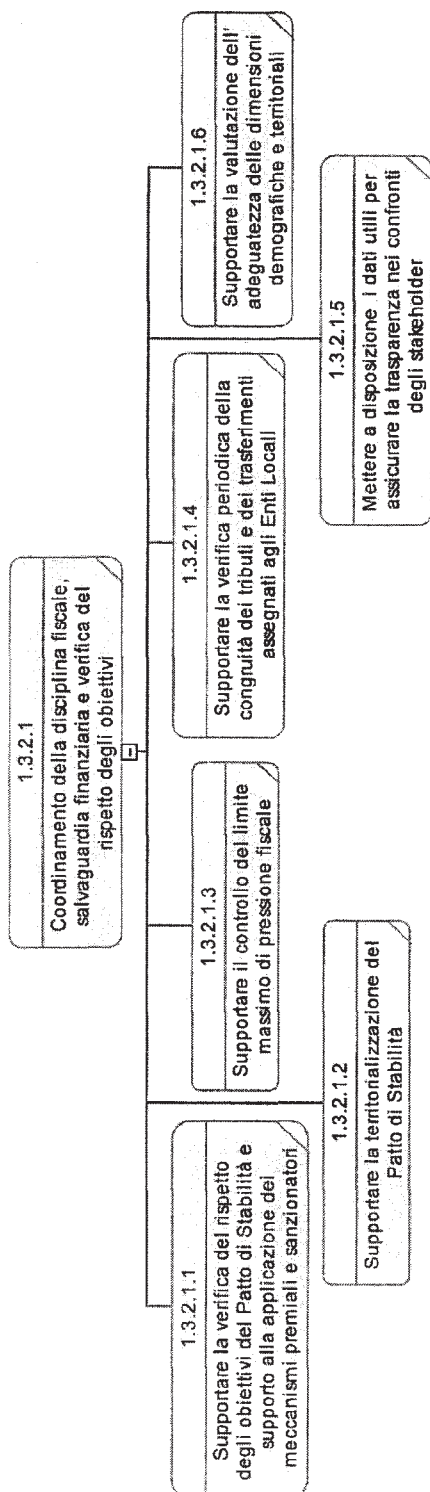 1.3.2.1
Coordinamento della disciplina fiscale,
salvaguardia finanziaria e verifica del
rispetto degli obiettivi
1.3.2.1.1
Supportare la verifica del rispetto
degli obiettivi del Patto di Stabilità e
supporto alla applicazione dei
meccanismi premiali e sanzionatori
1.3.2.1.2
Supportare la territorializzazione del
Patto di Stabilità
1.3.2.1.3
Supportare il controllo del limite
massimo di pressione fiscale
1.3.2.1.4
Supportare la verifica periodica della
congruità dei tributi e dei trasferimenti
assegnati agli Enti Locali
1.3.2.1.5
Mettere a disposizione i dati utili per
assicurare la trasparenza nei confronti
degli stakeholder
1.3.2.1.6
Supportare la valutazione dell'
adeguatezza delle dimensioni
demografiche e territoriali